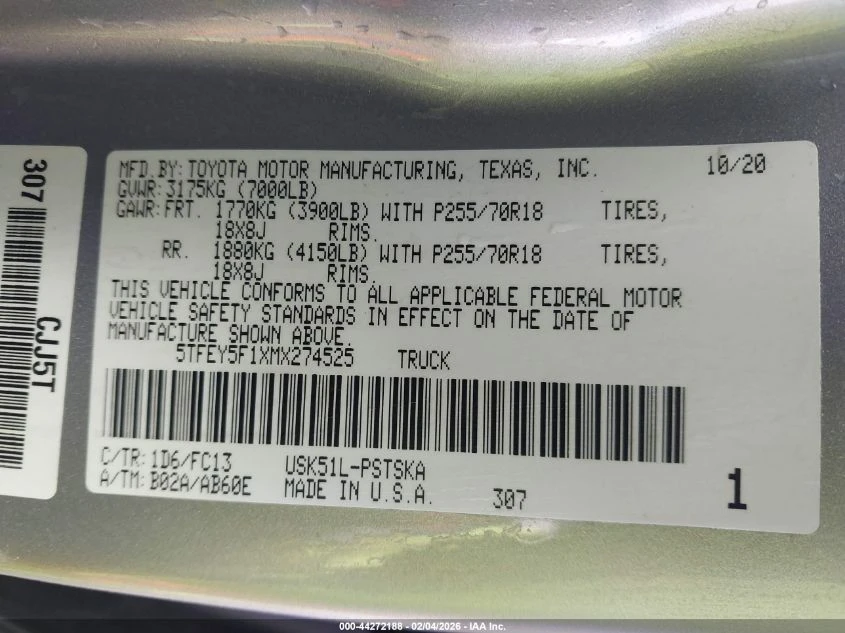 307
CJJ5T
MFD.BY:TOYOTA MOTOR MANUFACTURING, TEXAS, INC. 10/20
GVWR:3175KG (7000LB)
GAWR:FRT. 1770KG (3900LB) WITH P255/70R18 TIRES,
18X8J RIMS.
RR. 1880KG (4150LB) WITH P255/70R18 TIRES,
18X8J RIMS.
THIS VEHICLE CONFORMS TO ALL APPLICABLE FEDERAL MOTOR
VEHICLE SAFETY STANDARDS IN EFFECT ON THE DATE OF
MANUFACTURE SHOWN ABOVE.
5TFEY5F1XMX274525 TRUCK
C/TR:1D6/FC13 USK51L-PSTSKA
A/TM:B02A/AB60E MADE IN U.S.A. 307 1
000-44272188 - 02/04/2026 - IAA Inc.